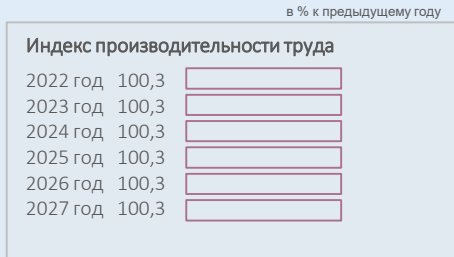 в % к предыдущему году
Индекс производительности труда
2022 год 100,3
2023 год 100,3
2024 год 100,3
2025 год 100,3
2026 год 100,3
2027 год 100,3